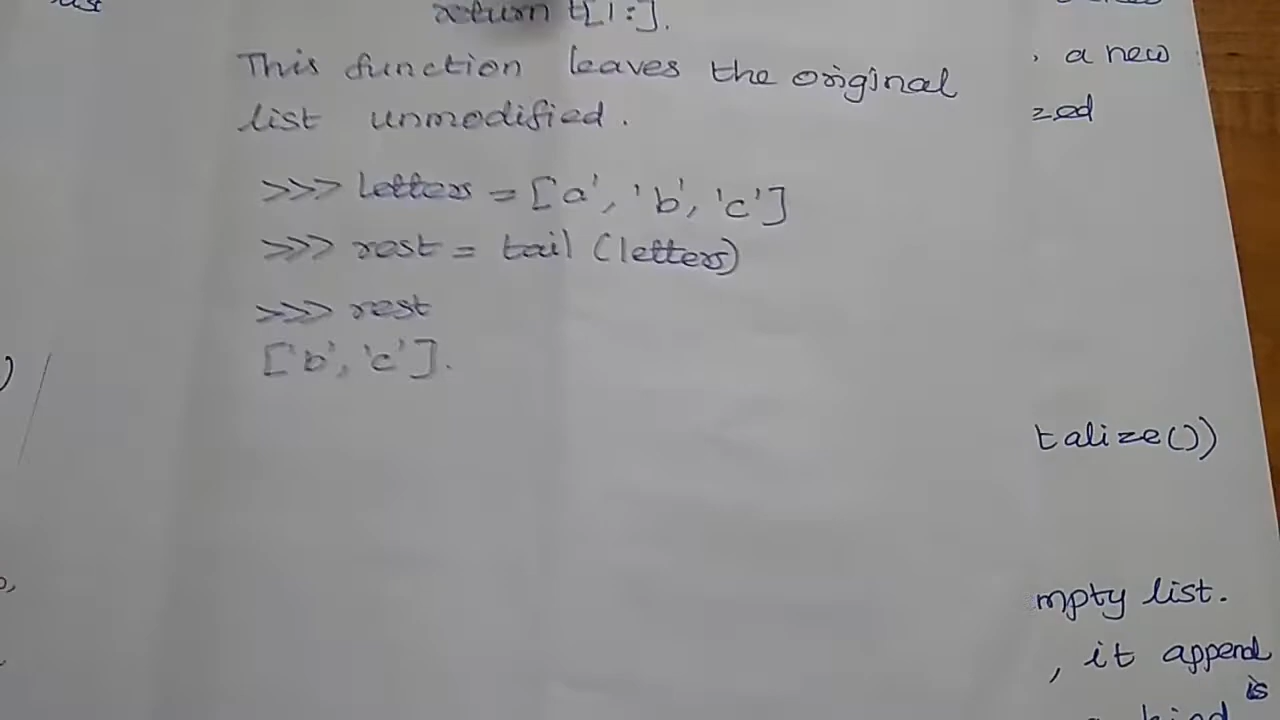 return t[1:].
This function leaves the original
list unmodified.
>>> letters = [a', 'b', 'c']
>>> rest = tail (letters)
>>> rest
['b', 'c'].
, a new
zed
talize())
mpty list.
, it append
is
kind